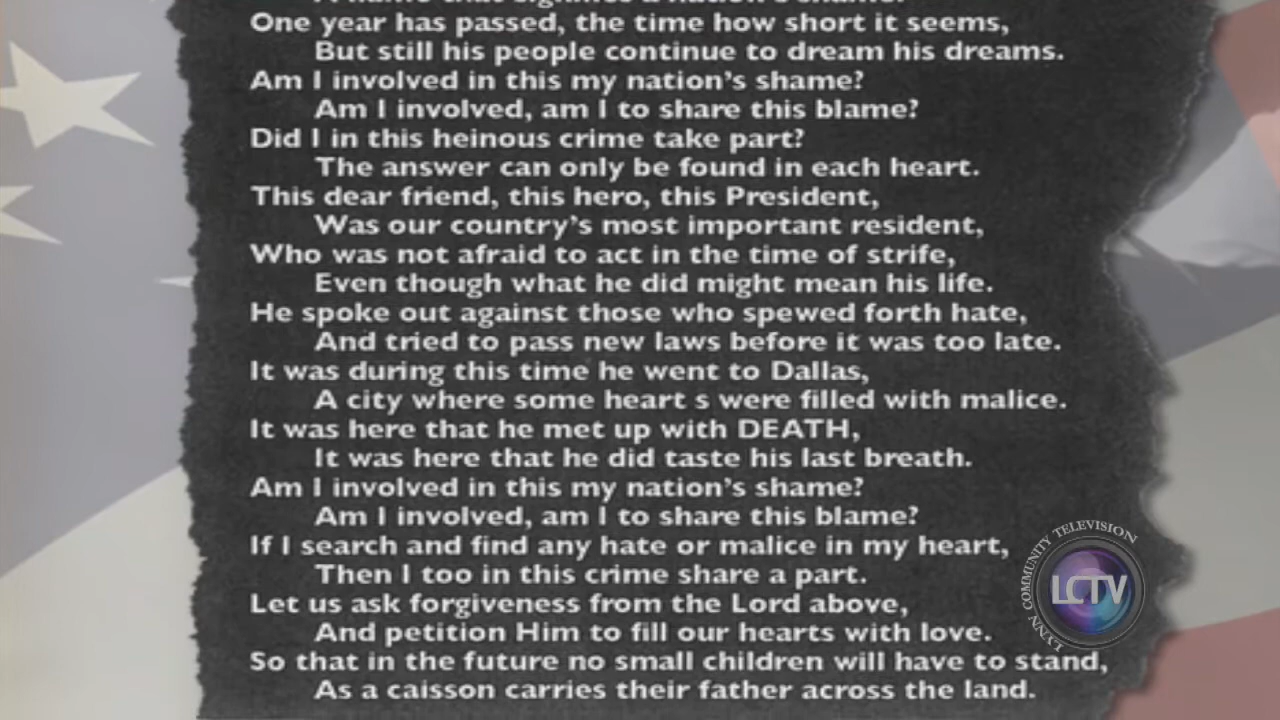 One year has passed, the time how short it seems,
But still his people continue to dream his dreams.
Am I involved in this my nation's shame?
Am I involved, am I to share this blame?
Did I in this heinous crime take part?
The answer can only be found in each heart.
This dear friend, this hero, this President,
Was our country's most important resident,
Who was not afraid to act in the time of strife,
Even though what he did might mean his life.
He spoke out against those who spewed forth hate,
And tried to pass new laws before it was too late.
It was during this time he went to Dallas,
A city where some heart s were filled with malice.
It was here that he met up with DEATH,
It was here that he did taste his last breath.
Am I involved in this my nation's shame?
Am I involved, am I to share this blame?
If I search and find any hate or malice in my heart,
Then I too in this crime share a part.
Let us ask forgiveness from the Lord above,
And petition Him to fill our hearts with love.
So that in the future no small children will have to stand,
As a caisson carries their father across the land.
LYNN COMMUNITY TELEVISION
LCTV